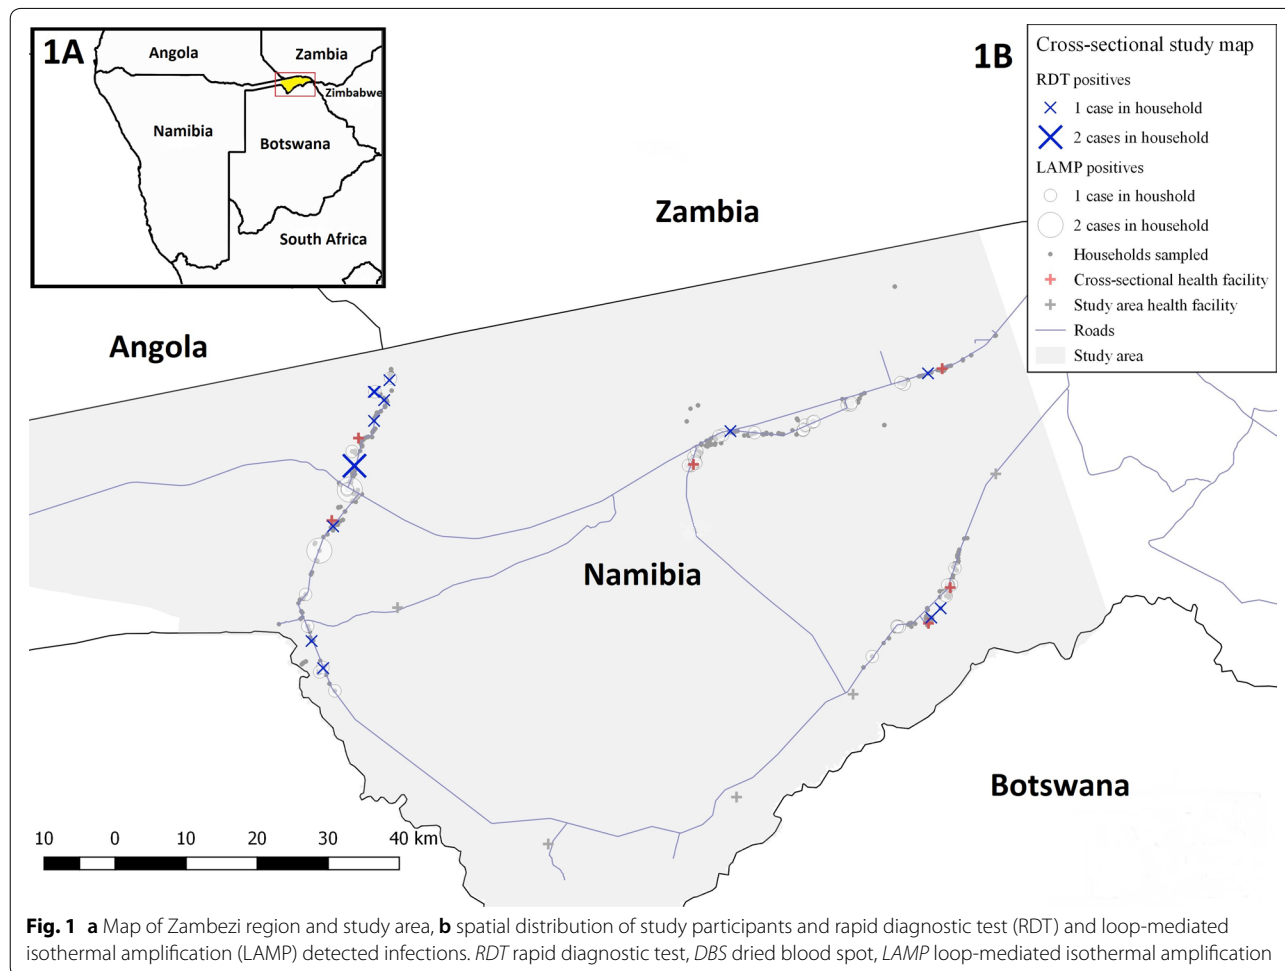 1A
Angola
Zambia
Zimbabwe
Namibia
Botswana
South Africa
1B
Cross-sectional study map
RDT positives
1 case in household
2 cases in household
LAMP positives
1 case in houshold
2 cases in household
Households sampled
Cross-sectional health facility
Study area health facility
Roads
Study area
Zambia
Angola
Namibia
Botswana
10 0 10 20 30 40 km
Fig. 1 a Map of Zambezi region and study area, b spatial distribution of study participants and rapid diagnostic test (RDT) and loop-mediated
isothermal amplification (LAMP) detected infections. RDT rapid diagnostic test, DBS dried blood spot, LAMP loop-mediated isothermal amplification